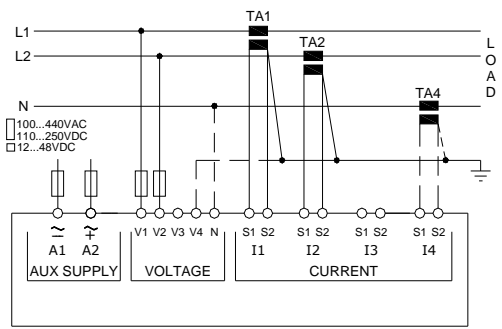 TA1
L1
TA2
L2
LOAD
TA4
N
100...440VAC
110...250VDC
12...48VDC
V1 V2 V3 V4 N S1 S2 S1 S2 S1 S2 S1 S2
A1 A2 I1 I2 I3 I4
AUX SUPPLY VOLTAGE CURRENT